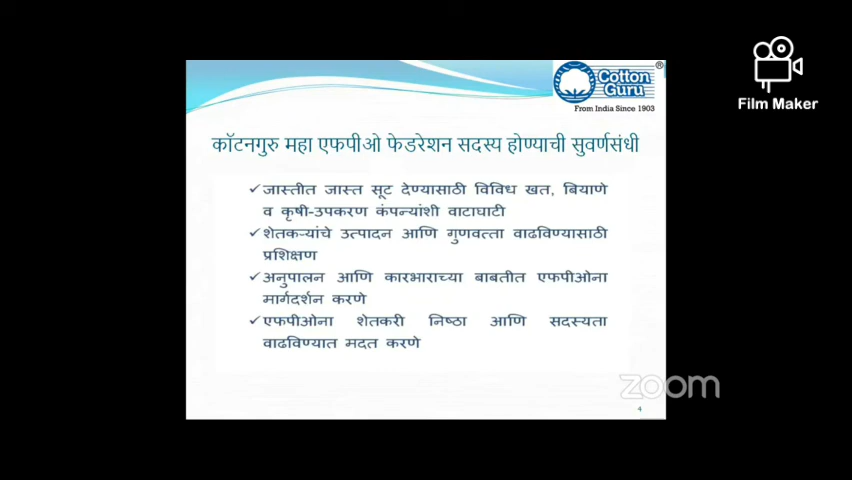 Cotton
Guru
®
From India Since 1903
Film Maker
कॉटनगुरु महा एफपीओ फेडरेशन सदस्य होण्याची सुवर्णसंधी
✓जास्तीत जास्त सूट देण्यासाठी विविध खत, बियाणे
व कृषी-उपकरण कंपन्यांशी वाटाघाटी
✓शेतकऱ्यांचे उत्पादन आणि गुणवत्ता वाढविण्यासाठी
प्रशिक्षण
✓अनुपालन आणि कारभाराच्या बाबतीत एफपीओना
मार्गदर्शन करणे
✓एफपीओना शेतकरी निष्ठा आणि सदस्यता
वाढविण्यात मदत करणे
zoom
4